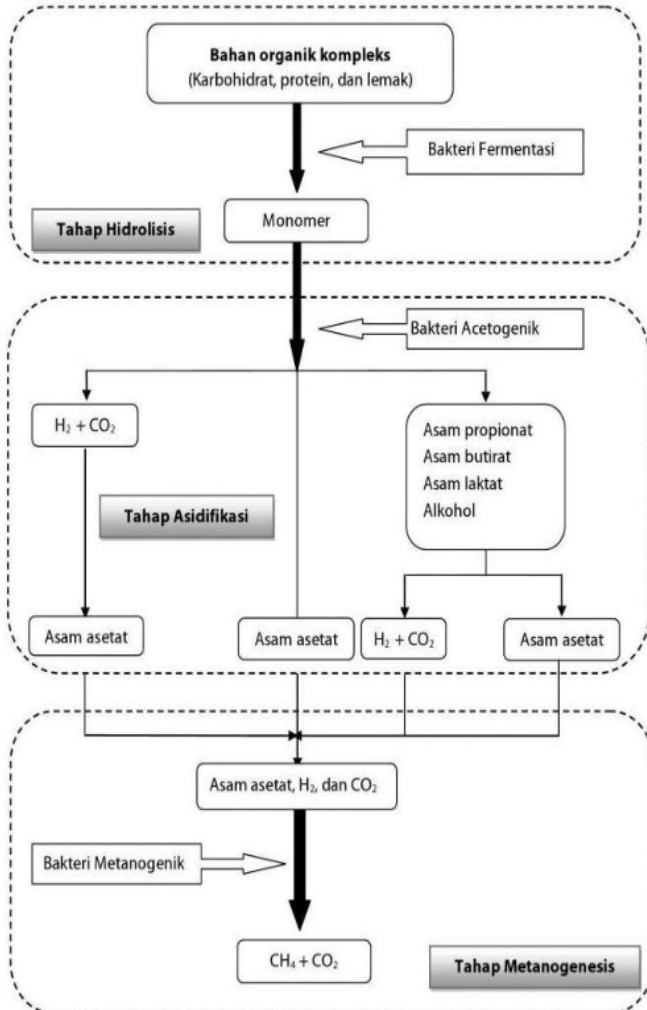 Bahan organik kompleks
(Karbohidrat, protein, dan lemak)
Bakteri Fermentasi
Monomer
Tahap Hidrolisis
Bakteri Acetogenik
H₂ + CO₂
Asam propionat
Asam butirat
Asam laktat
Alkohol
Tahap Asidifikasi
Asam asetat
Asam asetat
H₂ + CO₂
Asam asetat
Asam asetat, H₂, dan CO₂
Bakteri Metanogenik
CH₄ + CO₂
Tahap Metanogenesis